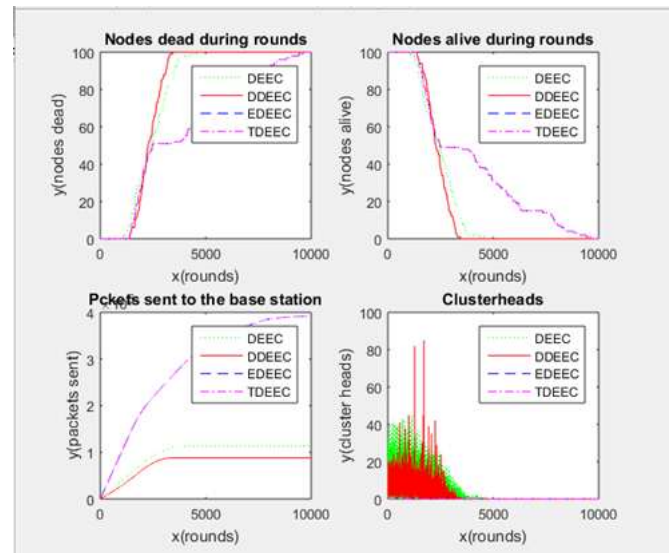 Nodes dead during rounds
100
80
60
40
20
0
y(nodes dead)
DEEC
DDEEC
EDEEC
TDEEC
0
5000
10000
x(rounds)
Nodes alive during rounds
100
80
60
40
20
0
y(nodes alive)
DEEC
DDEEC
EDEEC
TDEEC
0
5000
10000
x(rounds)
Pckets sent to the base station
4
3
2
1
0
y(packets sent)
DEEC
DDEEC
EDEEC
TDEEC
0
5000
10000
x(rounds)
Clusterheads
100
80
60
40
20
0
y(cluster heads)
DEEC
DDEEC
EDEEC
TDEEC
0
5000
10000
x(rounds)